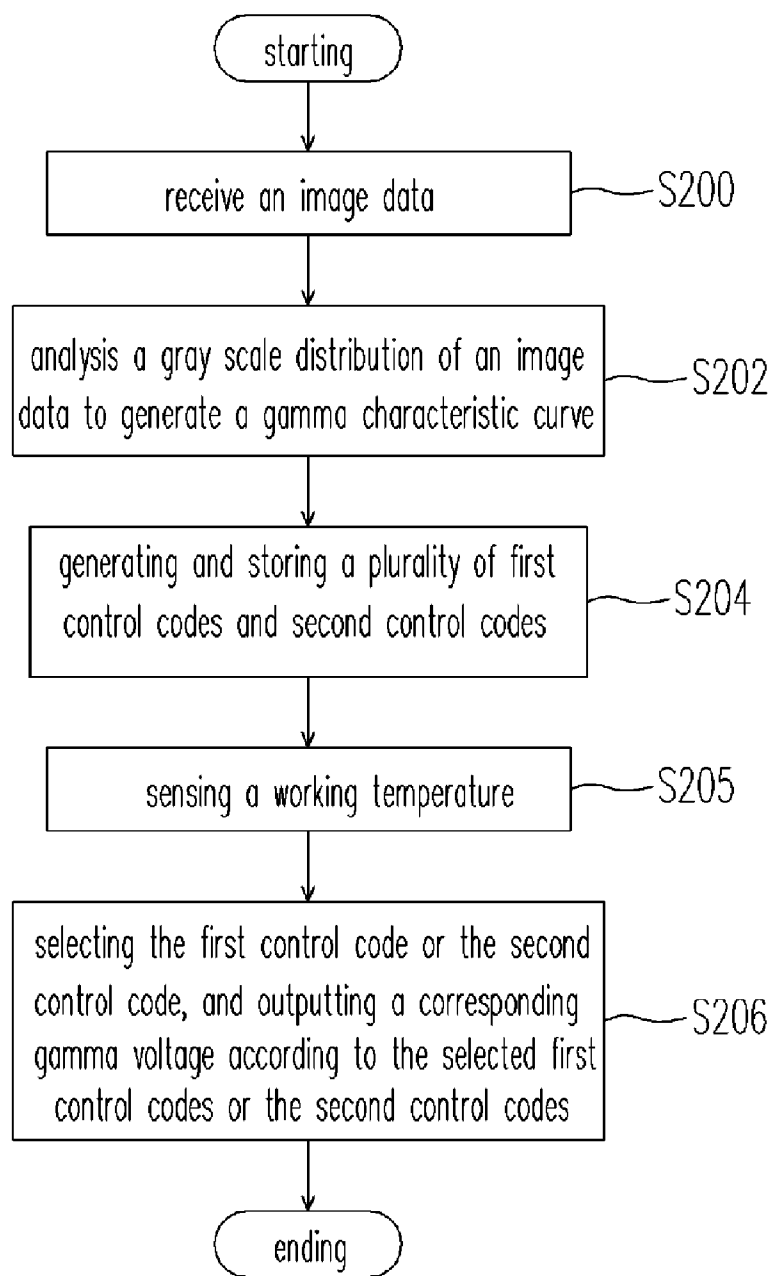 starting
receive an image data
S200
analysis a gray scale distribution of an image
data to generate a gamma characteristic curve
S202
generating and storing a plurality of first
control codes and second control codes
S204
sensing a working temperature
S205
selecting the first control code or the second
control code, and outputting a corresponding
gamma voltage according to the selected first
control codes or the second control codes
S206
ending